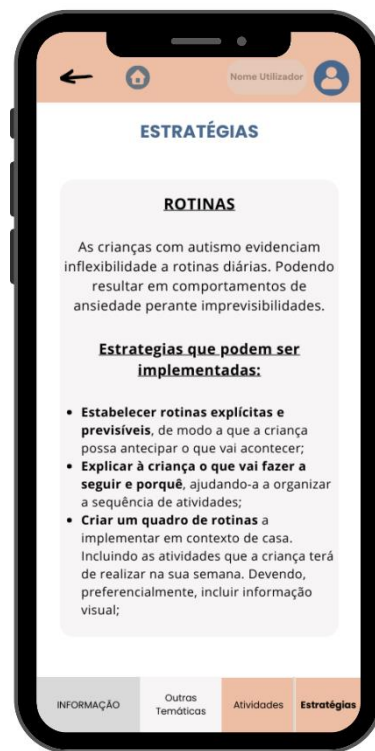 Nome Utilizador
ESTRATÉGIAS
ROTINAS
As crianças com autismo evidenciam
inflexibilidade a rotinas diárias. Podendo
resultar em comportamentos de
ansiedade perante imprevisibilidades.
Estrategias que podem ser
implementadas:
• Estabelecer rotinas explícitas e
previsíveis, de modo a que a criança
possa antecipar o que vai acontecer;
• Explicar à criança o que vai fazer a
seguir e porquê, ajudando-a a organizar
a sequência de atividades;
• Criar um quadro de rotinas a
implementar em contexto de casa.
Incluindo as atividades que a criança terá
de realizar na sua semana. Devendo,
preferencialmente, incluir informação
visual;
INFORMAÇÃO
Outras
Temáticas
Atividades
Estratégias